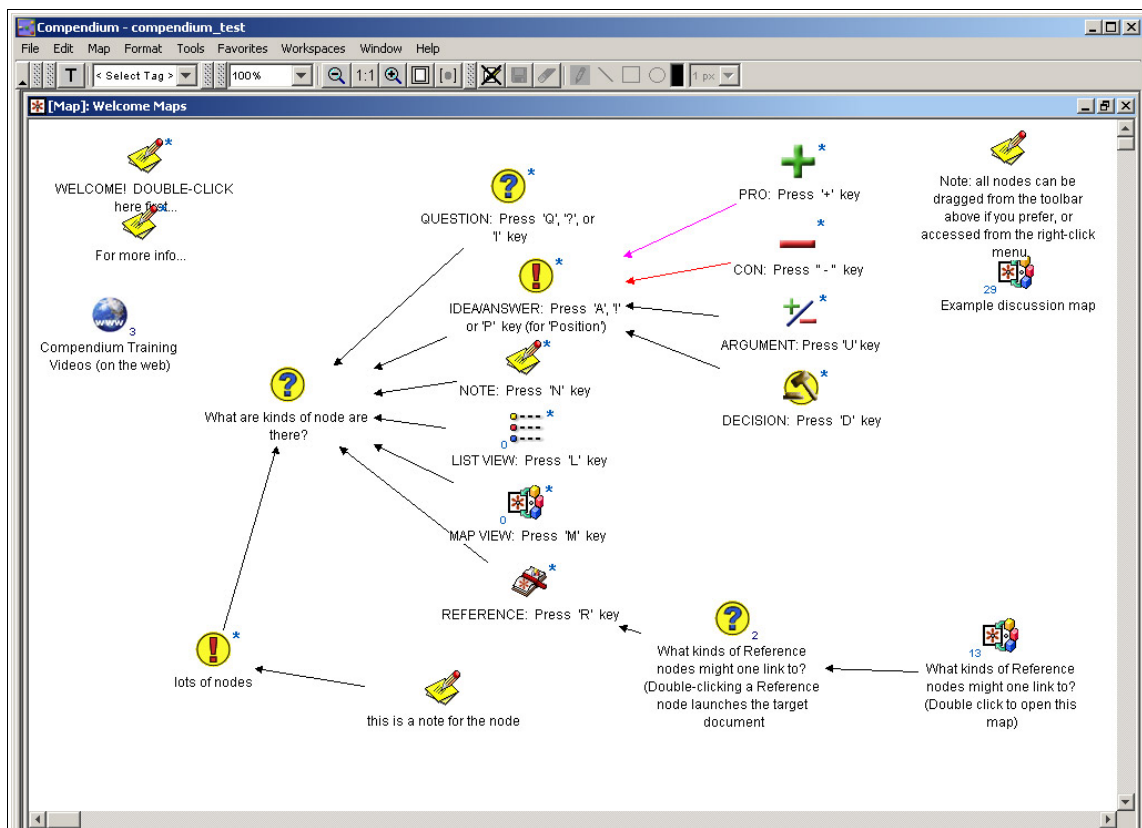 Compendium - compendium_test
File Edit Map Format Tools Favorites Workspaces Window Help
T < Select Tag > 100% 1:1 1 px
[Map]: Welcome Maps
WELCOME! DOUBLE-CLICK
here first...
For more info...
3
Compendium Training
Videos (on the web)
QUESTION: Press 'Q', '?', or
'I' key
IDEA/ANSWER: Press 'A', '!'
or 'P' key (for 'Position')
NOTE: Press 'N' key
0
LIST VIEW: Press 'L' key
0
MAP VIEW: Press 'M' key
REFERENCE: Press 'R' key
PRO: Press '+' key
CON: Press "-" key
ARGUMENT: Press 'U' key
DECISION: Press 'D' key
Note: all nodes can be
dragged from the toolbar
above if you prefer, or
accessed from the right-click
menu.
29
Example discussion map
www
What are kinds of node are
there?
lots of nodes
this is a note for the node
2
What kinds of Reference
nodes might one link to?
(Double-clicking a Reference
node launches the target
document
13
What kinds of Reference
nodes might one link to?
(Double click to open this
map)